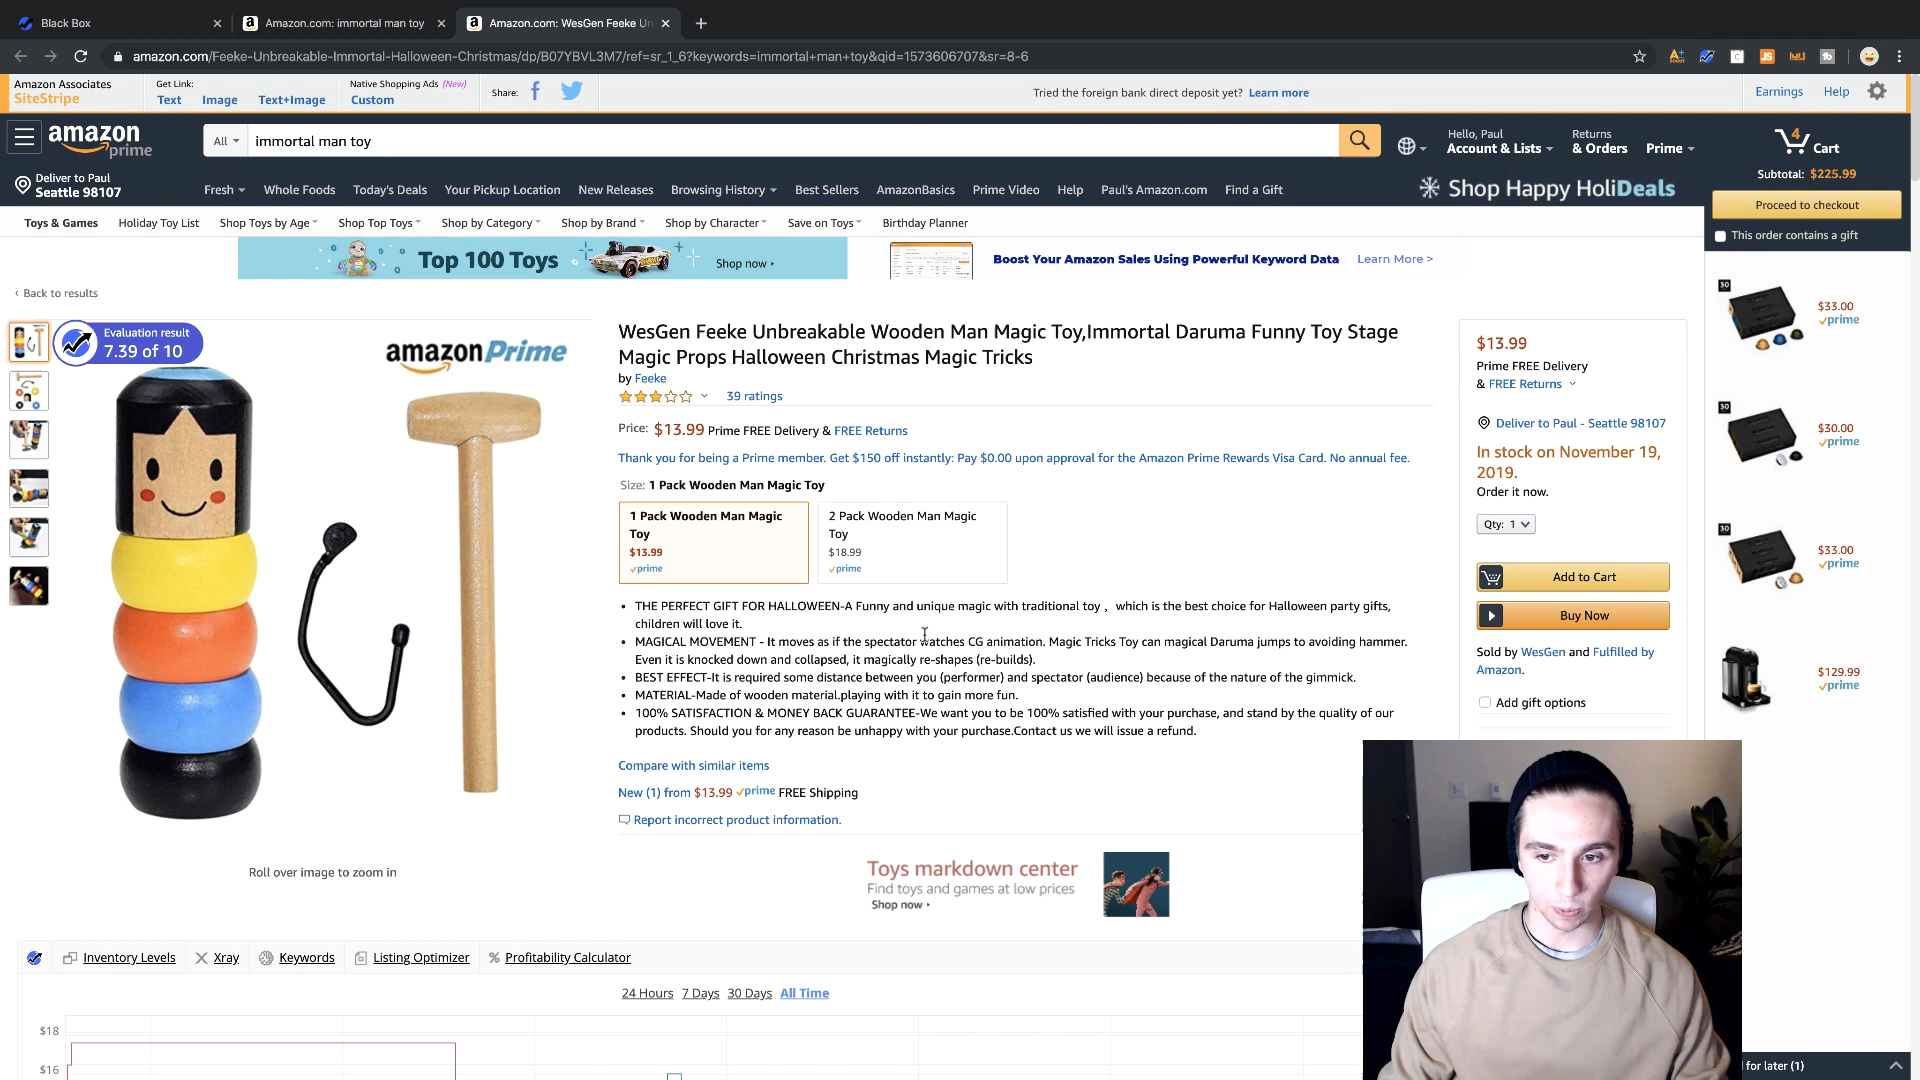 Black Box
Amazon.com: immortal man toy
Amazon.com: WesGen Feeke Un
amazon.com/Feeke-Unbreakable-Immortal-Halloween-Christmas/dp/B07YBVL3M7/ref=sr_1_6?keywords=immortal+man+toy&qid=1573606707&sr=8-6
Amazon Associates
SiteStripe
Get Link:
Text Image Text+Image
Native Shopping Ads (New)
Custom
Share:
Tried the foreign bank direct deposit yet? Learn more
Earnings Help
amazon
prime
All
immortal man toy
Hello, Paul
Account & Lists
Returns
& Orders
Prime
4
Cart
Deliver to Paul
Seattle 98107
Fresh Whole Foods Today's Deals Your Pickup Location New Releases Browsing History Best Sellers AmazonBasics Prime Video Help Paul's Amazon.com Find a Gift
Shop Happy HoliDeals
Subtotal: $225.99
Proceed to checkout
This order contains a gift
Toys & Games Holiday Toy List Shop Toys by Age Shop Top Toys Shop by Category Shop by Brand Shop by Character Save on Toys Birthday Planner
Top 100 Toys
Shop now
Boost Your Amazon Sales Using Powerful Keyword Data Learn More >
‹ Back to results
Evaluation result
7.39 of 10
amazonPrime
WesGen Feeke Unbreakable Wooden Man Magic Toy,Immortal Daruma Funny Toy Stage
Magic Props Halloween Christmas Magic Tricks
by Feeke
39 ratings
Price: $13.99 Prime FREE Delivery & FREE Returns
Thank you for being a Prime member. Get $150 off instantly: Pay $0.00 upon approval for the Amazon Prime Rewards Visa Card. No annual fee.
Size: 1 Pack Wooden Man Magic Toy
1 Pack Wooden Man Magic
Toy
$13.99
prime
2 Pack Wooden Man Magic
Toy
$18.99
prime
• THE PERFECT GIFT FOR HALLOWEEN-A Funny and unique magic with traditional toy , which is the best choice for Halloween party gifts,
children will love it.
• MAGICAL MOVEMENT - It moves as if the spectator watches CG animation. Magic Tricks Toy can magical Daruma jumps to avoiding hammer.
Even it is knocked down and collapsed, it magically re-shapes (re-builds).
• BEST EFFECT-It is required some distance between you (performer) and spectator (audience) because of the nature of the gimmick.
• MATERIAL-Made of wooden material.playing with it to gain more fun.
• 100% SATISFACTION & MONEY BACK GUARANTEE-We want you to be 100% satisfied with your purchase, and stand by the quality of our
products. Should you for any reason be unhappy with your purchase.Contact us we will issue a refund.
Compare with similar items
New (1) from $13.99 prime FREE Shipping
Report incorrect product information.
$13.99
Prime FREE Delivery
& FREE Returns
Deliver to Paul - Seattle 98107
In stock on November 19,
2019.
Order it now.
Qty: 1
Add to Cart
Buy Now
Sold by WesGen and Fulfilled by
Amazon.
Add gift options
30
$33.00
prime
30
$30.00
prime
30
$33.00
prime
$129.99
prime
Roll over image to zoom in
Toys markdown center
Find toys and games at low prices
Shop now
Inventory Levels Xray Keywords Listing Optimizer Profitability Calculator
24 Hours 7 Days 30 Days All Time
$18
$16
for later (1)